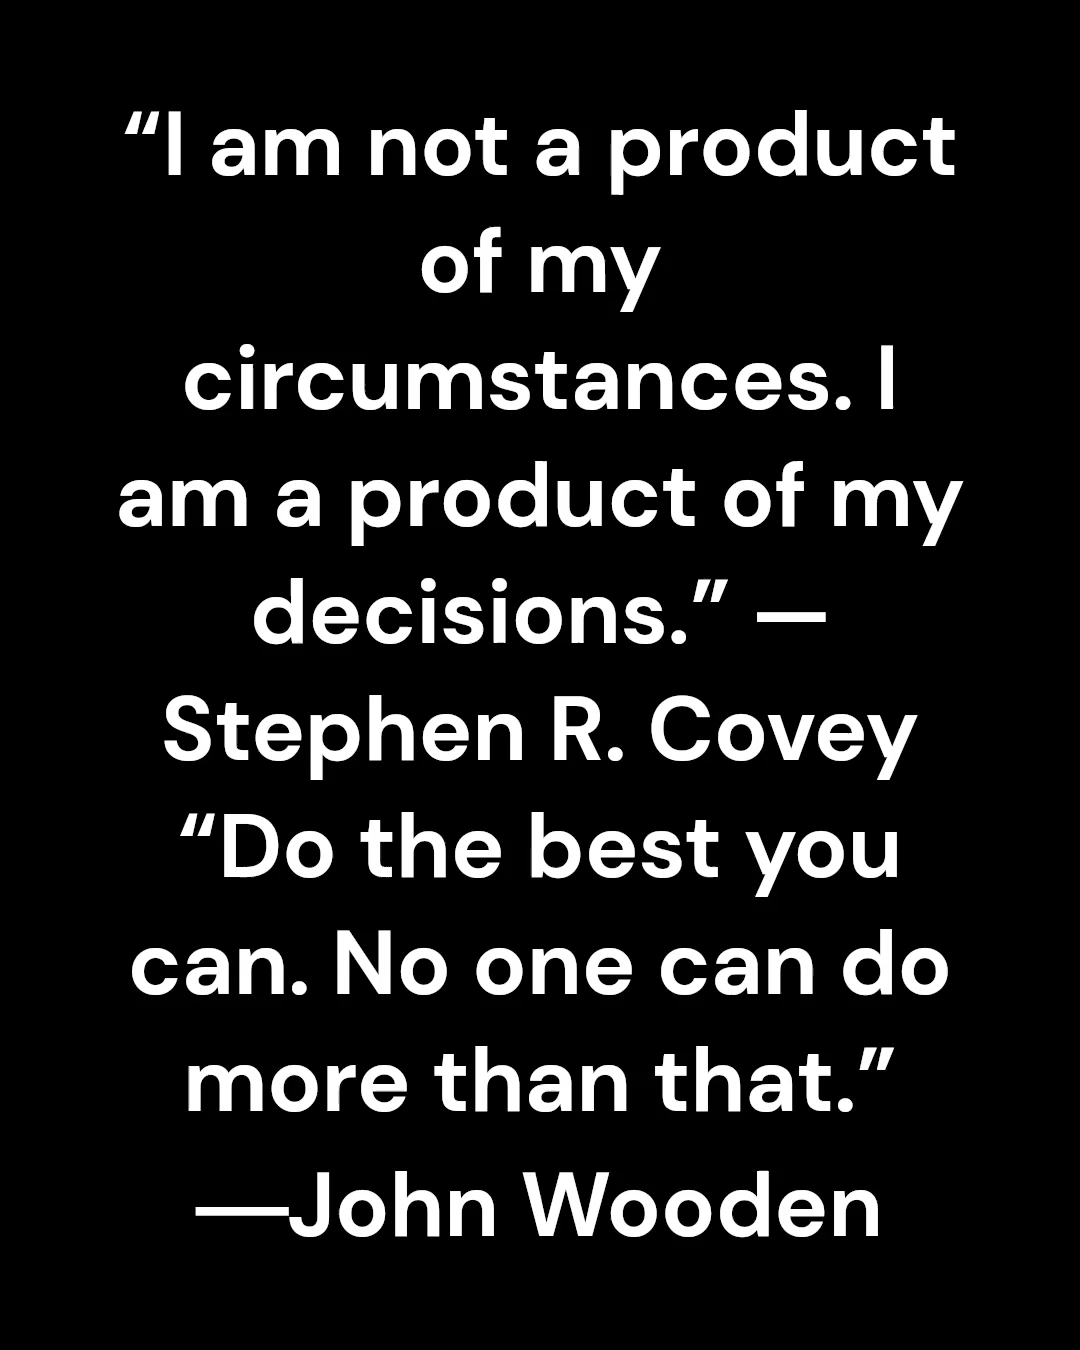 “I am not a product
of my
circumstances. I
am a product of my
decisions.” —
Stephen R. Covey
“Do the best you
can. No one can do
more than that.”
—John Wooden